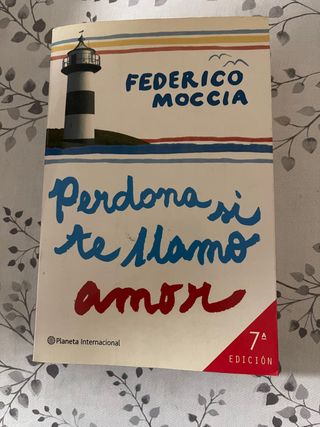 FEDERICO
MOCCIA
Perdona si
te llamo
amor
Planeta Internacional
7ª
EDICIÓN